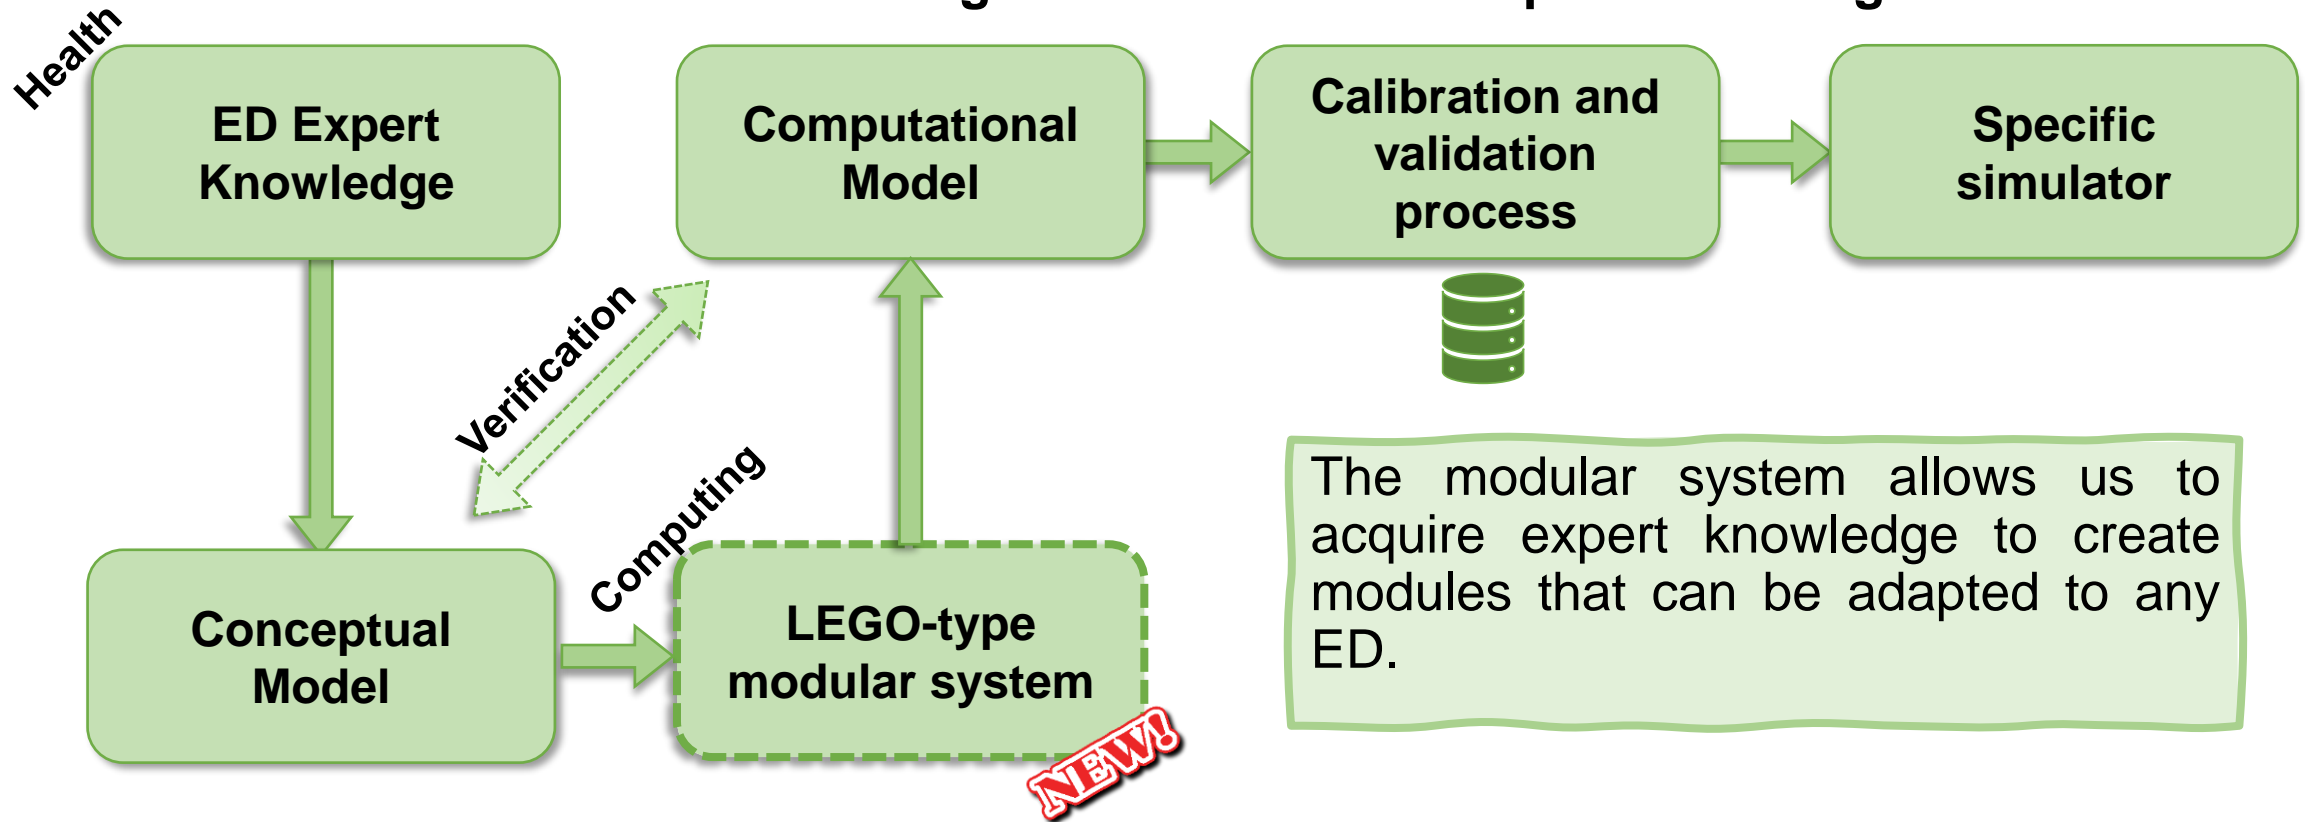 Health
ED Expert
Knowledge
Computational
Model
Calibration and
validation
process
Specific
simulator
Verification
Computing
Conceptual
Model
LEGO-type
modular system
NEW!
The modular system allows us to
acquire expert knowledge to create
modules that can be adapted to any
ED.